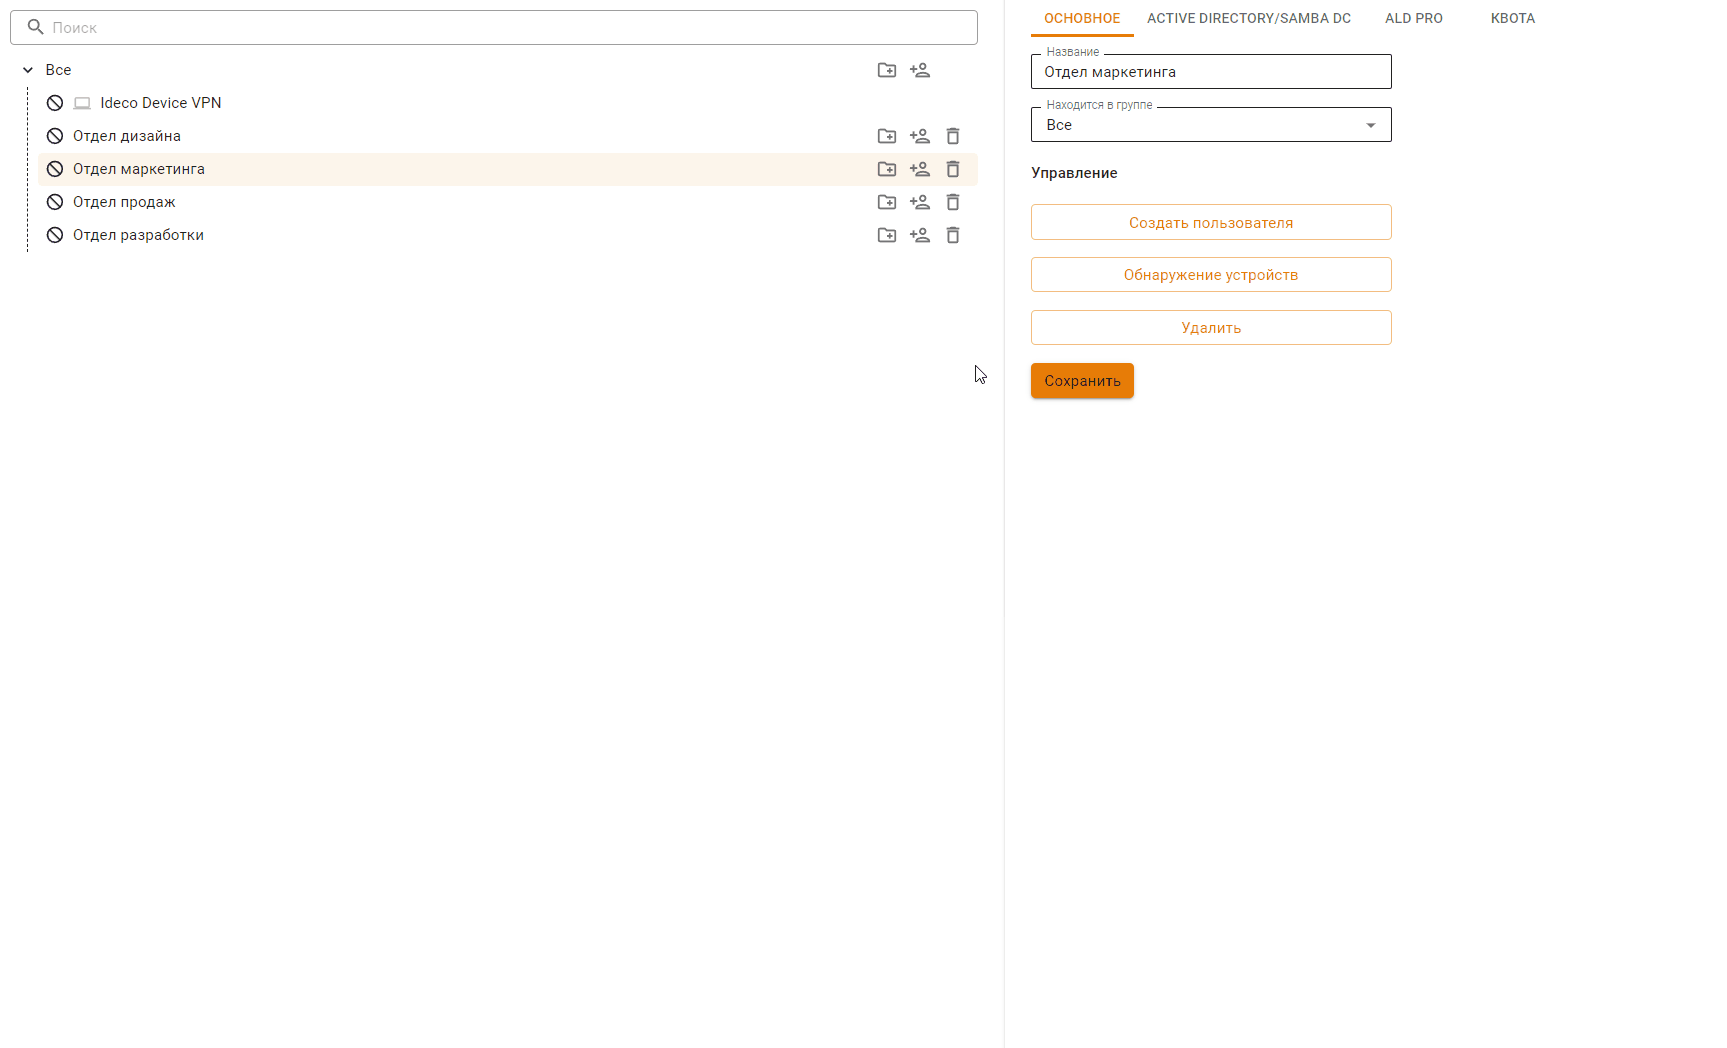 Поиск
Все
Ideco Device VPN
Отдел дизайна
Отдел маркетинга
Отдел продаж
Отдел разработки
ОСНОВНОЕ
ACTIVE DIRECTORY/SAMBA DC
ALD PRO
КВОТА
Название
Отдел маркетинга
Находится в группе
Все
Управление
Создать пользователя
Обнаружение устройств
Удалить
Сохранить